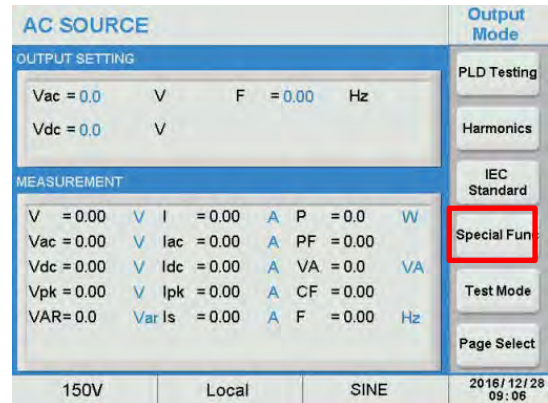 AC SOURCE
Output
Mode
OUTPUT SETTING
Vac = 0.0 V F = 0.00 Hz
Vdc = 0.0 V
MEASUREMENT
V = 0.00 V I = 0.00 A P = 0.0 W
Vac = 0.00 V Iac = 0.00 A PF = 0.00
Vdc = 0.00 V Idc = 0.00 A VA = 0.0 VA
Vpk = 0.00 V Ipk = 0.00 A CF = 0.00
VAR= 0.0 Var Is = 0.00 A F = 0.00 Hz
PLD Testing
Harmonics
IEC
Standard
Special Func
Test Mode
Page Select
150V Local SINE
2016/12/28
09:06